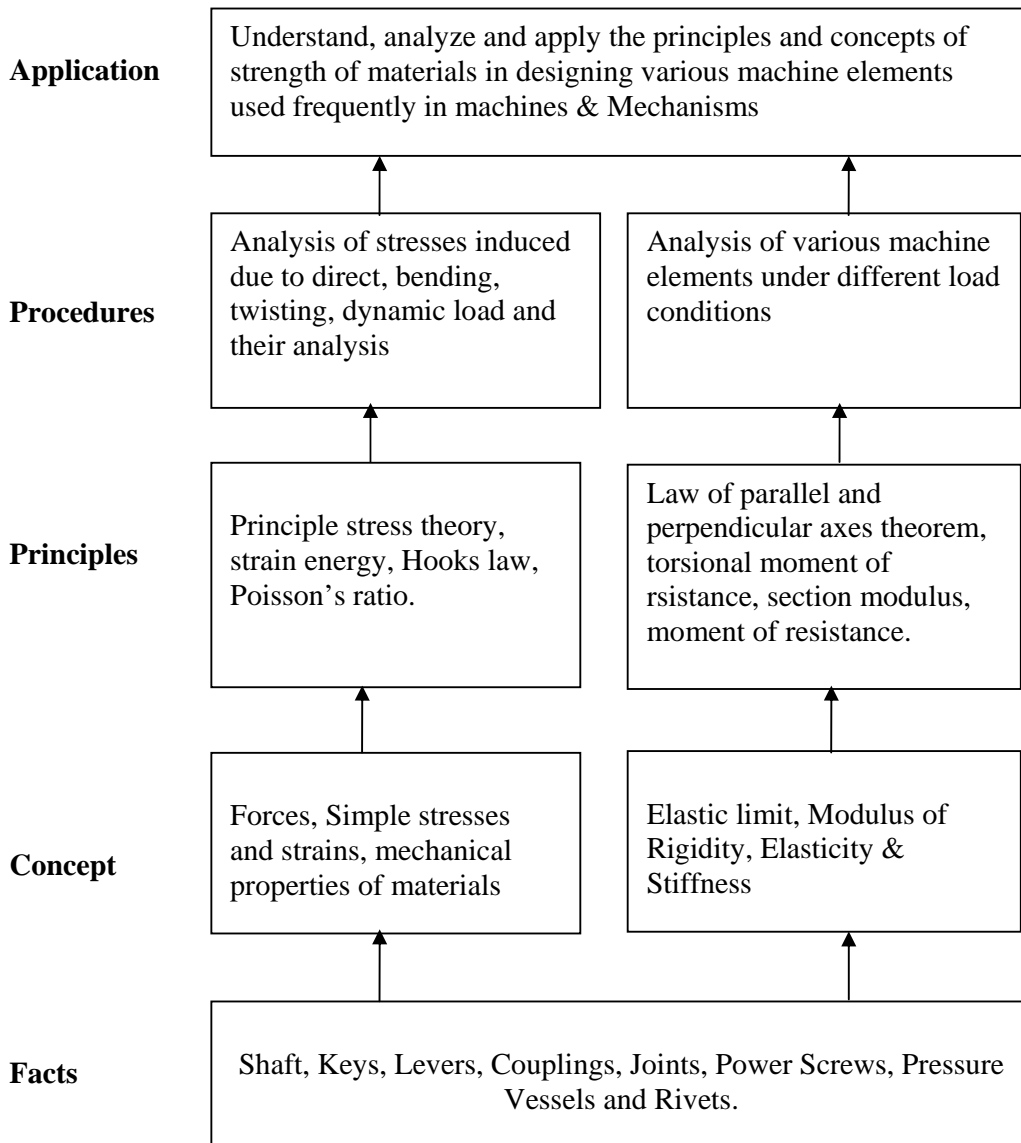 Application
Understand, analyze and apply the principles and concepts of
strength of materials in designing various machine elements
used frequently in machines & Mechanisms
Procedures
Analysis of stresses induced
due to direct, bending,
twisting, dynamic load and
their analysis
Analysis of various machine
elements under different load
conditions
Principles
Principle stress theory,
strain energy, Hooks law,
Poisson’s ratio.
Law of parallel and
perpendicular axes theorem,
torsional moment of
rsistance, section modulus,
moment of resistance.
Concept
Forces, Simple stresses
and strains, mechanical
properties of materials
Elastic limit, Modulus of
Rigidity, Elasticity &
Stiffness
Facts
Shaft, Keys, Levers, Couplings, Joints, Power Screws, Pressure
Vessels and Rivets.